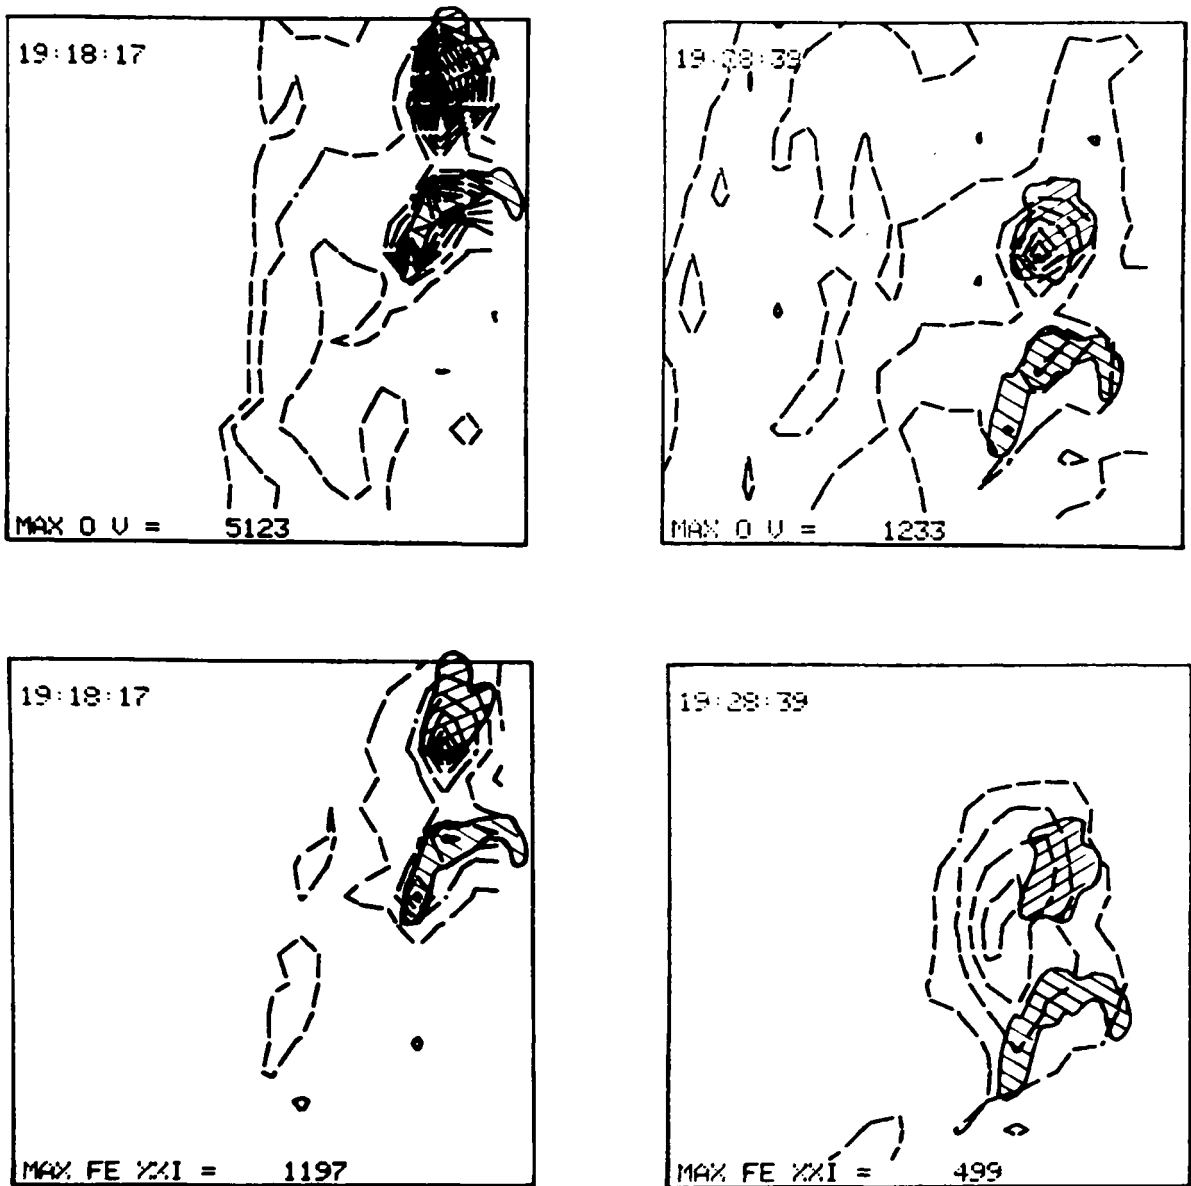 19:18:17
19:28:39
MAX O V = 5123
MAX O V = 1233
19:18:17
19:28:39
MAX FE XXI = 1197
MAX FE XXI = 499